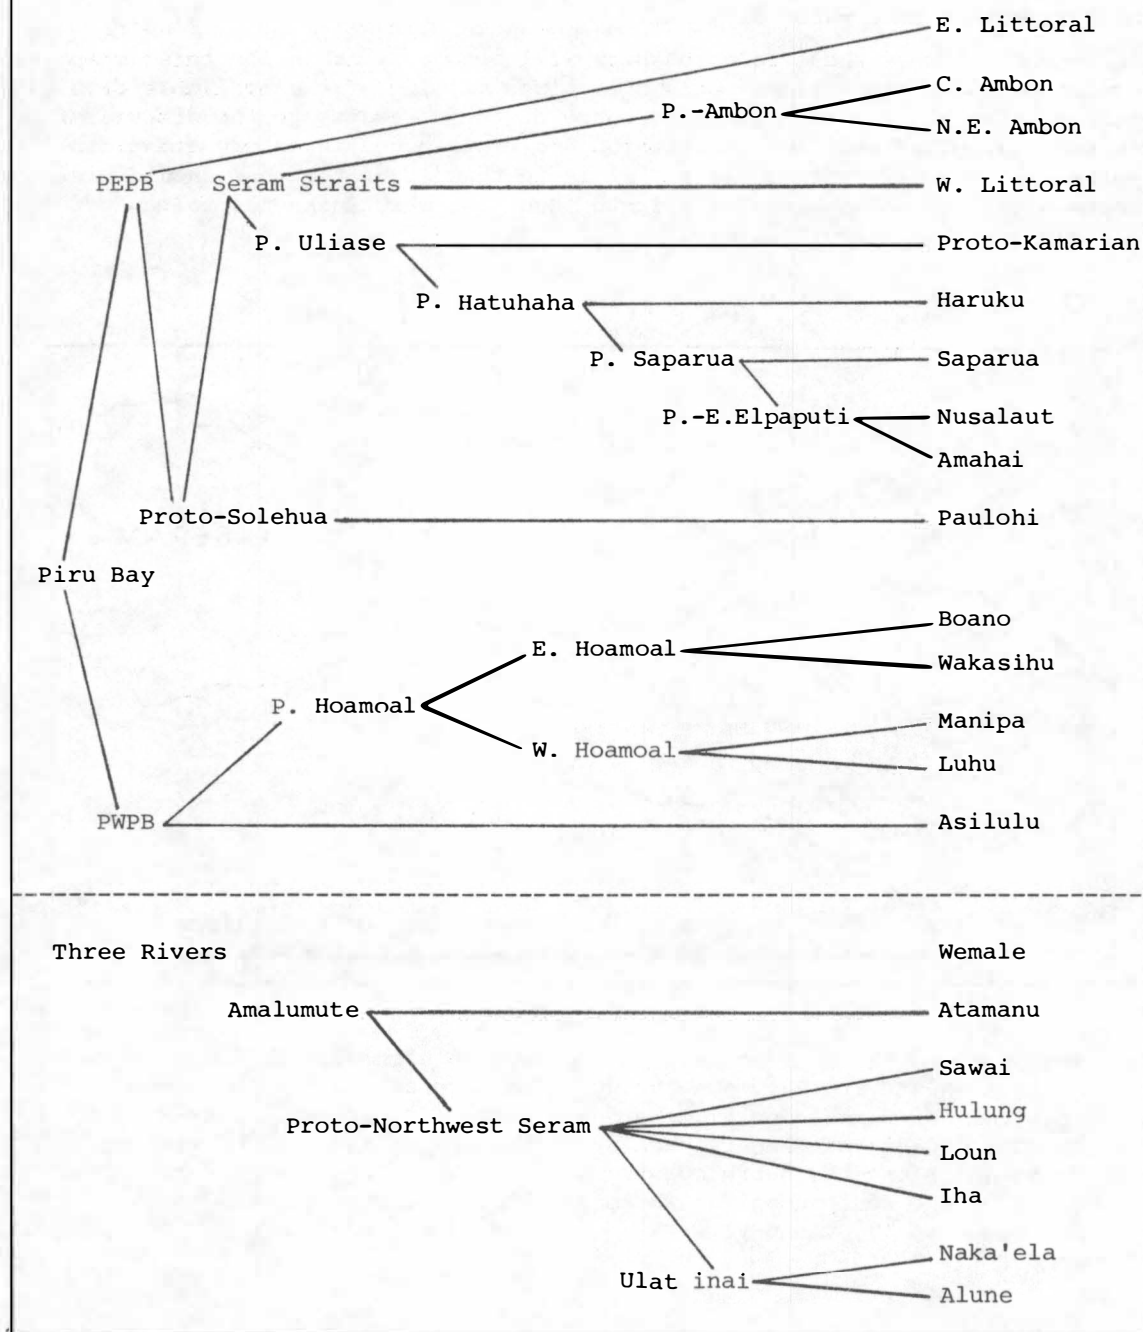 E. Littoral
P.-Ambon C. Ambon
N.E. Ambon
PEPB Seram Straits W. Littoral
P. Uliase Proto-Kamarian
P. Hatuhaha Haruku
P. Saparua Saparua
P.-E.Elpaputi Nusalaut
Amahai
Proto-Solehua Paulohi
Piru Bay
E. Hoamoal Boano
Wakasihu
P. Hoamoal Manipa
W. Hoamoal Luhu
PWPB Asilulu
Three Rivers Wemale
Amalumute Atamanu
Sawai
Hulung
Proto-Northwest Seram Loun
Iha
Naka'ela
Ulat inai Alune